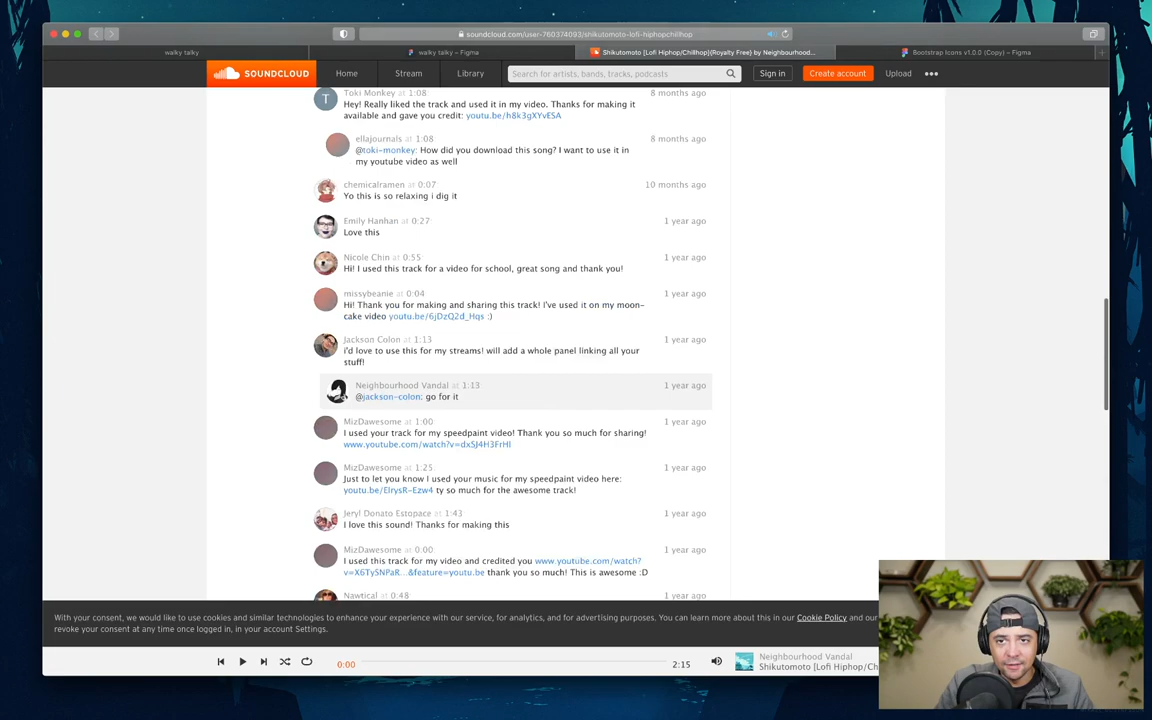 soundcloud.com/user-760374093/shikutomoto-lofi-hiphopchillhop
walky talky
walky talky – Figma
Shikutomoto [Lofi Hiphop/Chillhop](Royalty Free) by Neighbourhood...
Bootstrap Icons v1.0.0 (Copy) – Figma
SOUNDCLOUD
Home
Stream
Library
Search for artists, bands, tracks, podcasts
Sign in
Create account
Upload
T
Toki Monkey at 1:08
8 months ago
Hey! Really liked the track and used it in my video. Thanks for making it
available and gave you credit: youtu.be/h8k3gXYvESA
ellajournals at 1:08
8 months ago
@toki-monkey: How did you download this song? I want to use it in
my youtube video as well
chemicalramen at 0:07
10 months ago
Yo this is so relaxing i dig it
Emily Hanhan at 0:27
1 year ago
Love this
Nicole Chin at 0:55
1 year ago
Hi! I used this track for a video for school, great song and thank you!
missybeanie at 0:04
1 year ago
Hi! Thank you for making and sharing this track! I've used it on my moon-
cake video youtu.be/6jDzQ2d_Hqs :)
Jackson Colon at 1:13
1 year ago
i'd love to use this for my streams! will add a whole panel linking all your
stuff!
Neighbourhood Vandal at 1:13
1 year ago
@jackson-colon: go for it
MizDawesome at 1:00
1 year ago
I used your track for my speedpaint video! Thank you so much for sharing!
www.youtube.com/watch?v=dxSJ4H3FrHI
MizDawesome at 1:25
1 year ago
Just to let you know I used your music for my speedpaint video here:
youtu.be/ElrysR-Ezw4 ty so much for the awesome track!
Jeryl Donato Estopace at 1:43
1 year ago
I love this sound! Thanks for making this
MizDawesome at 0:00
1 year ago
I used this track for my video and credited you www.youtube.com/watch?
v=X6TySNPaR...&feature=youtu.be thank you so much! This is awesome :D
Nawtical at 0:48
1 year ago
With your consent, we would like to use cookies and similar technologies to enhance your experience with our service, for analytics, and for advertising purposes. You can learn more about this in our Cookie Policy and our
revoke your consent at any time once logged in, in your account Settings.
0:00
2:15
Neighbourhood Vandal
Shikutomoto [Lofi Hiphop/Ch